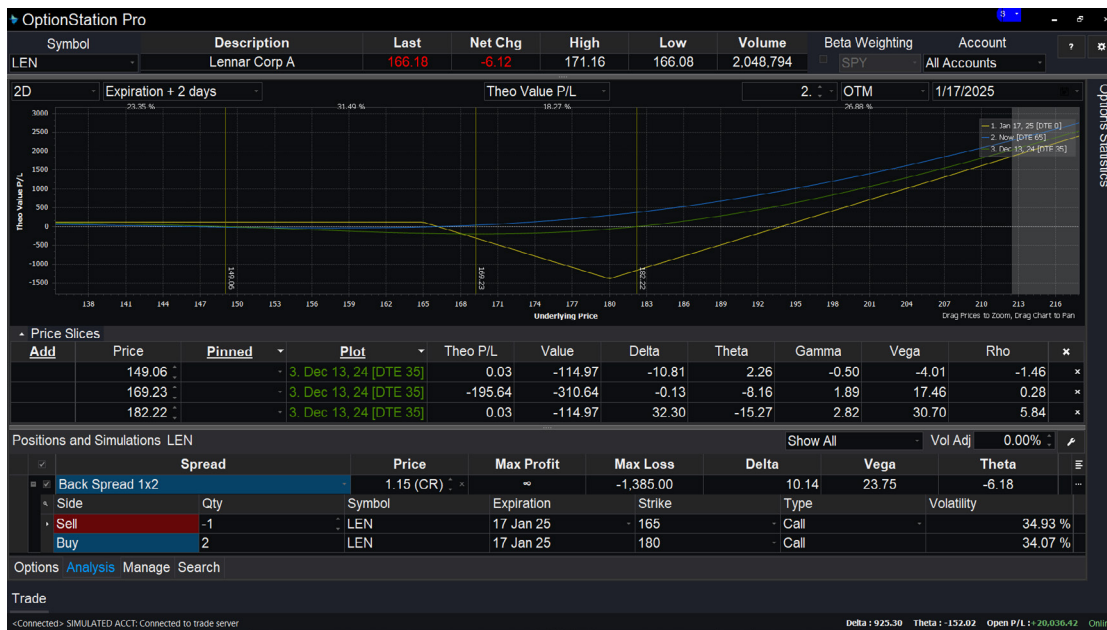 OptionStation Pro
3
Symbol Description Last Net Chg High Low Volume Beta Weighting Account ?
LEN Lennar Corp A 166.18 -6.12 171.16 166.08 2,048,794 SPY All Accounts
2D Expiration + 2 days Theo Value P/L 2. OTM 1/17/2025
Options Statistics
23.35 % 31.49 % 18.27 % 26.88 %
3000
2500
2000
1500
1000
500
0
-500
-1000
-1500
Theo Value P/L
1. Jan 17, 25 [DTE 0]
2. Now [DTE 65]
3. Dec 13, 24 [DTE 35]
149.06 169.23 182.22
138 141 144 147 150 153 156 159 162 165 168 171 174 177 180 183 186 189 192 195 198 201 204 207 210 213 216
Underlying Price
Drag Prices to Zoom, Drag Chart to Pan
Price Slices
Add Price Pinned Plot Theo P/L Value Delta Theta Gamma Vega Rho
149.06 3. Dec 13, 24 [DTE 35] 0.03 -114.97 -10.81 2.26 -0.50 -4.01 -1.46
169.23 3. Dec 13, 24 [DTE 35] -195.64 -310.64 -0.13 -8.16 1.89 17.46 0.28
182.22 3. Dec 13, 24 [DTE 35] 0.03 -114.97 32.30 -15.27 2.82 30.70 5.84
Positions and Simulations LEN Show All Vol Adj 0.00%
Spread Price Max Profit Max Loss Delta Vega Theta
Back Spread 1x2 1.15 (CR) ∞ -1,385.00 10.14 23.75 -6.18
Side Qty Symbol Expiration Strike Type Volatility
Sell -1 LEN 17 Jan 25 165 Call 34.93 %
Buy 2 LEN 17 Jan 25 180 Call 34.07 %
Options Analysis Manage Search
Trade
<Connected> SIMULATED ACCT: Connected to trade server Delta : 925.30 Theta : -152.02 Open P/L :+20,036.42 Onlin